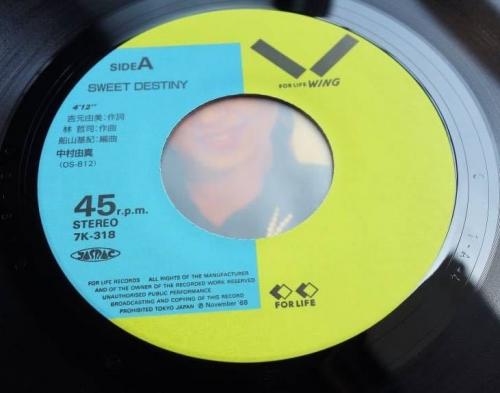 SIDE A
SWEET DESTINY
4'12"
吉元由美:作詞
林 哲司:作曲
船山基紀:編曲
中村由真
(OS-812)
45 r.p.m.
STEREO
7K-318
JASRAC
FOR LIFE WING
FOR LIFE RECORDS ALL RIGHTS OF THE MANUFACTURER
AND OF THE OWNER OF THE RECORDED WORK RESERVED
UNAUTHORISED PUBLIC PERFORMANCE
BROADCASTING AND COPYING OF THIS RECORD
PROHIBITED TOKYO JAPAN ℗ November '88
FOR LIFE